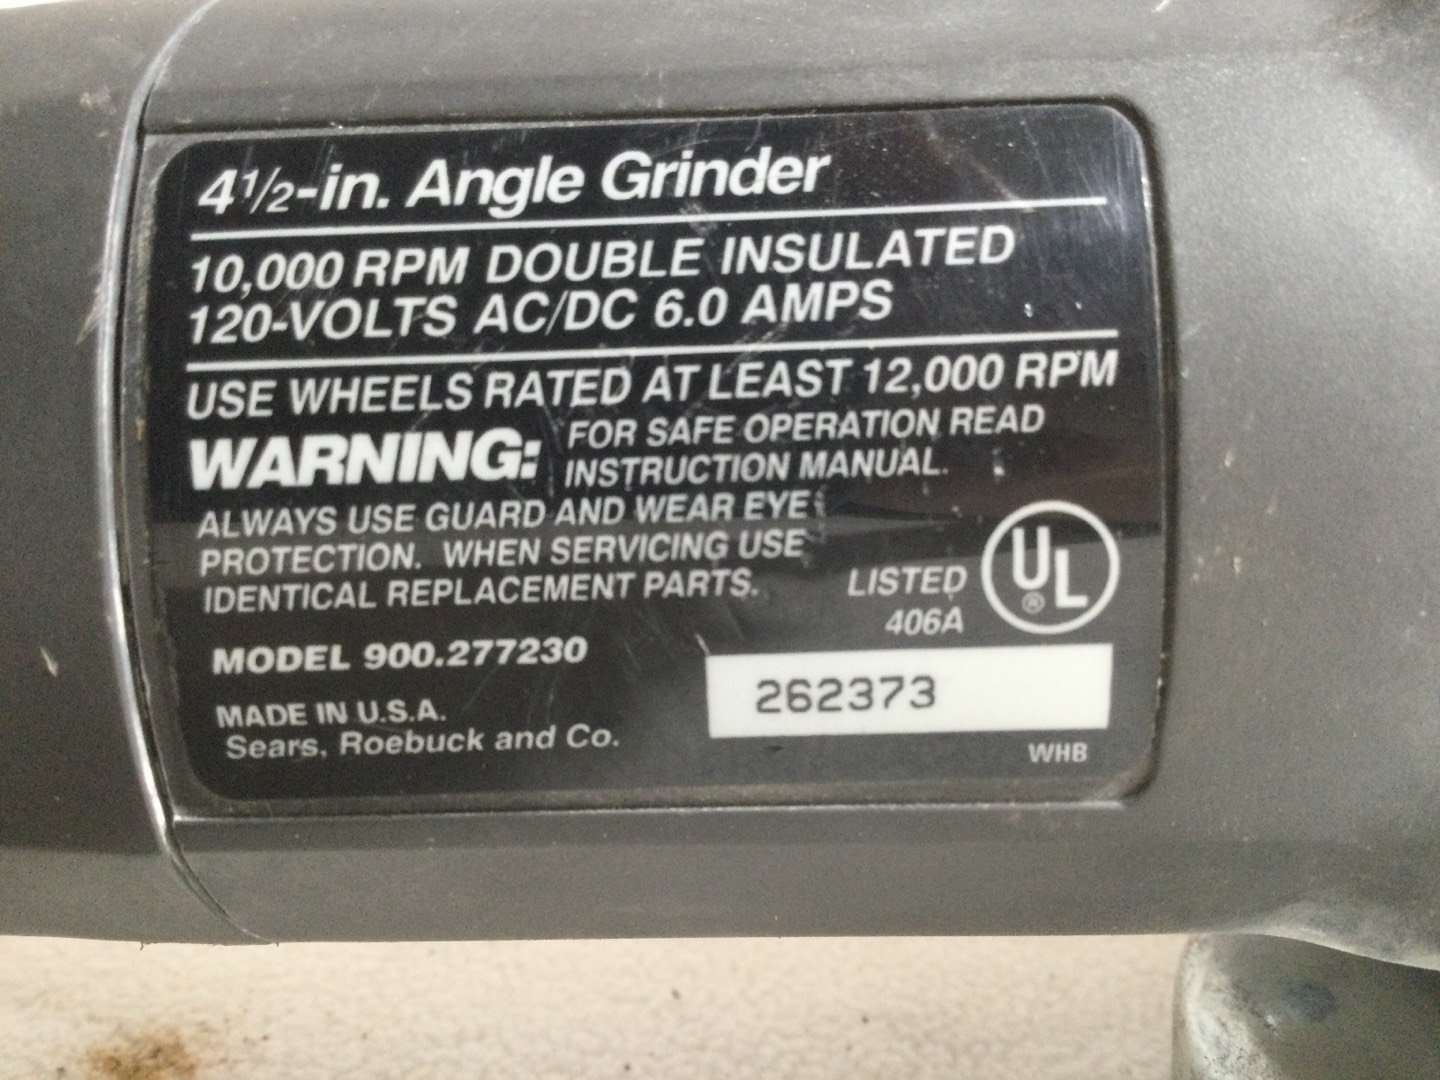 4 1/2-in. Angle Grinder
10,000 RPM DOUBLE INSULATED
120-VOLTS AC/DC 6.0 AMPS
USE WHEELS RATED AT LEAST 12,000 RPM
WARNING: FOR SAFE OPERATION READ
INSTRUCTION MANUAL.
ALWAYS USE GUARD AND WEAR EYE
PROTECTION. WHEN SERVICING USE
IDENTICAL REPLACEMENT PARTS.
LISTED
406A
UL
®
MODEL 900.277230
262373
MADE IN U.S.A.
Sears, Roebuck and Co.
WHB